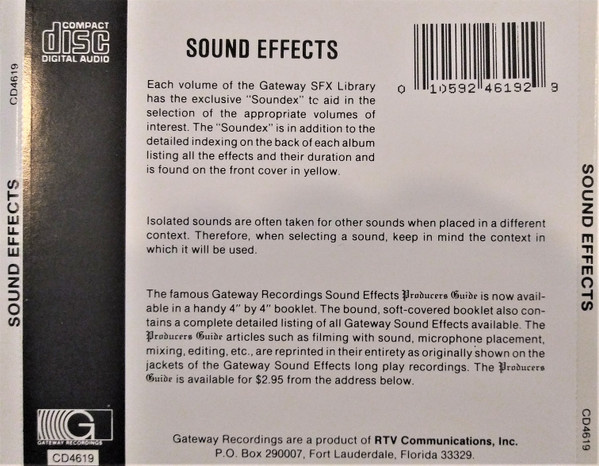 COMPACT
disc
DIGITAL AUDIO
CD4619
SOUND EFFECTS
SOUND EFFECTS
0 10592 46192 9
Each volume of the Gateway SFX Library
has the exclusive "Soundex" to aid in the
selection of the appropriate volumes of
interest. The "Soundex" is in addition to the
detailed indexing on the back of each album
listing all the effects and their duration and
is found on the front cover in yellow.
Isolated sounds are often taken for other sounds when placed in a different
context. Therefore, when selecting a sound, keep in mind the context in
which it will be used.
The famous Gateway Recordings Sound Effects Producers Guide is now avail-
able in a handy 4" by 4" booklet. The bound, soft-covered booklet also con-
tains a complete detailed listing of all Gateway Sound Effects available. The
Producers Guide articles such as filming with sound, microphone placement,
mixing, editing, etc., are reprinted in their entirety as originally shown on the
jackets of the Gateway Sound Effects long play recordings. The Producers
Guide is available for $2.95 from the address below.
Gateway Recordings are a product of RTV Communications, Inc.
P.O. Box 290007, Fort Lauderdale, Florida 33329.
G
GATEWAY RECORDINGS
CD4619
SOUND EFFECTS
CD4619